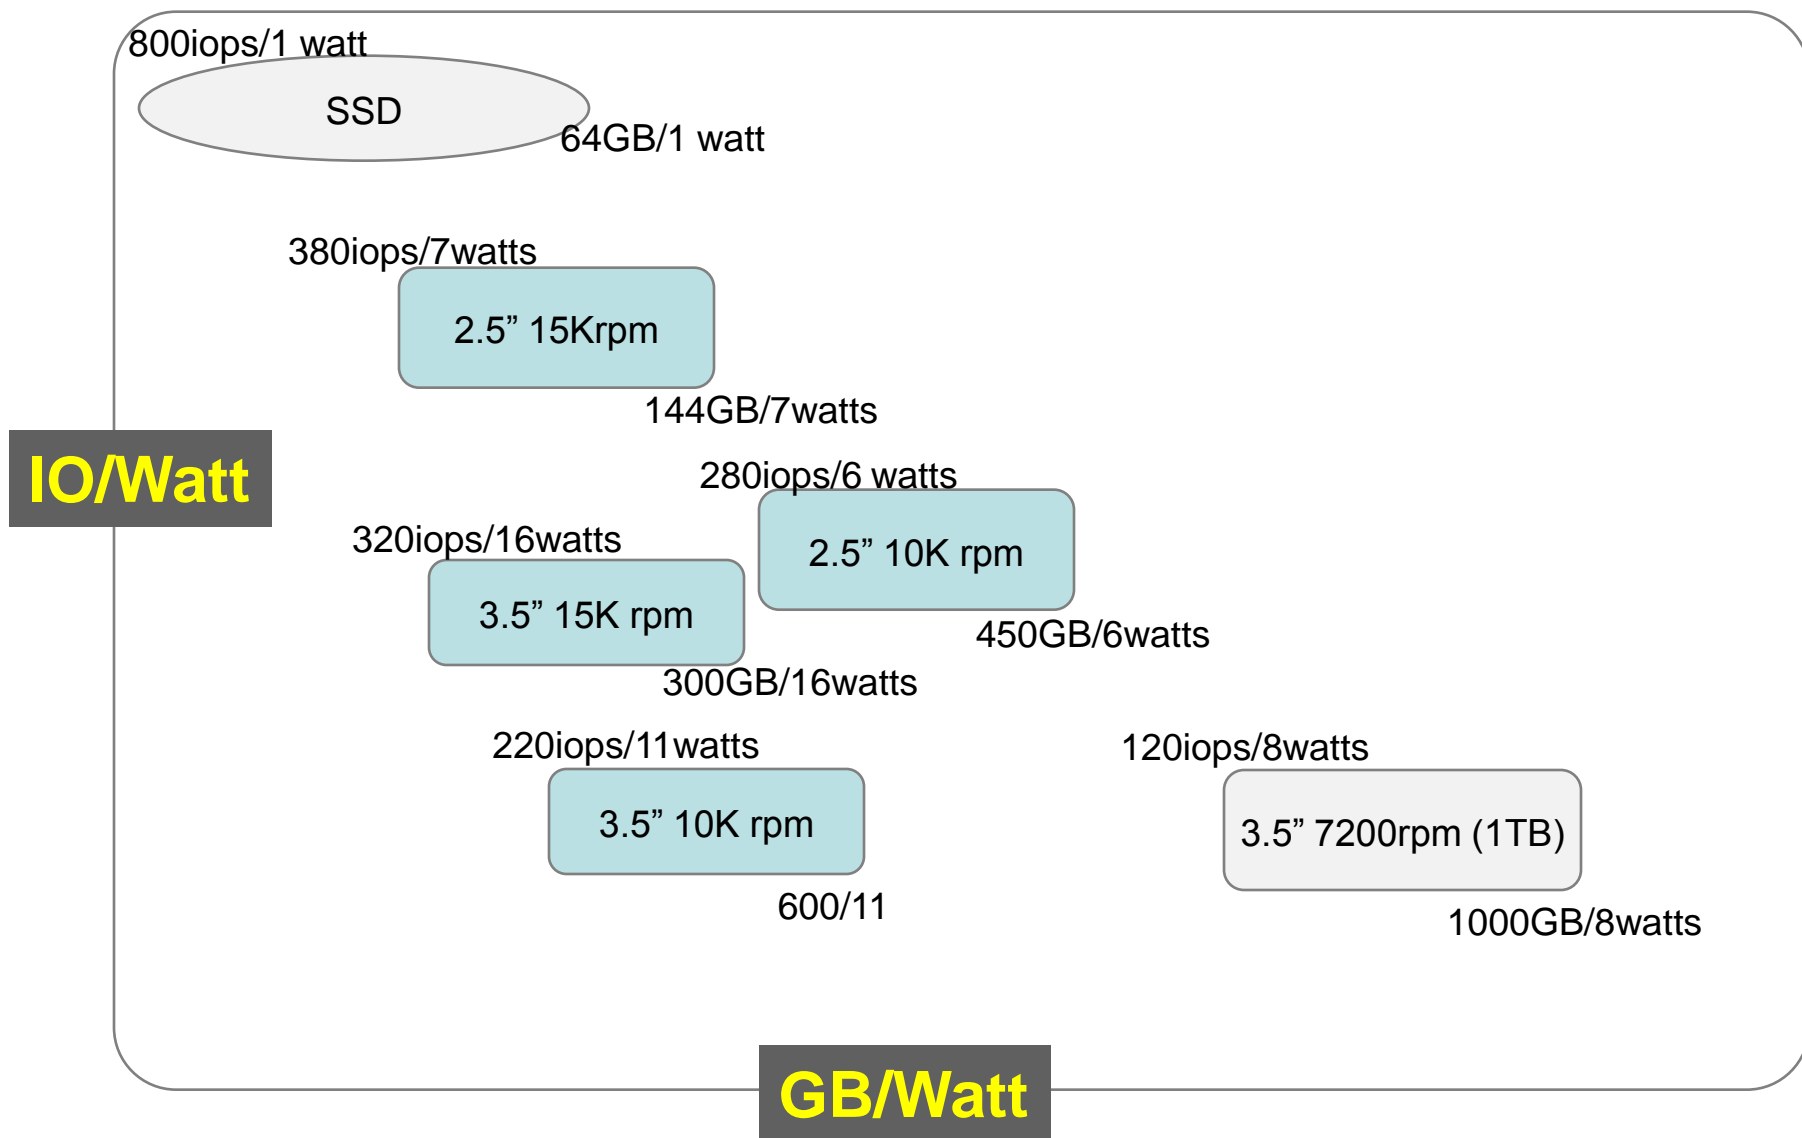 800iops/1 watt
SSD
64GB/1 watt
380iops/7watts
2.5” 15Krpm
144GB/7watts
IO/Watt
280iops/6 watts
2.5” 10K rpm
450GB/6watts
320iops/16watts
3.5” 15K rpm
300GB/16watts
220iops/11watts
3.5” 10K rpm
600/11
120iops/8watts
3.5” 7200rpm (1TB)
1000GB/8watts
GB/Watt